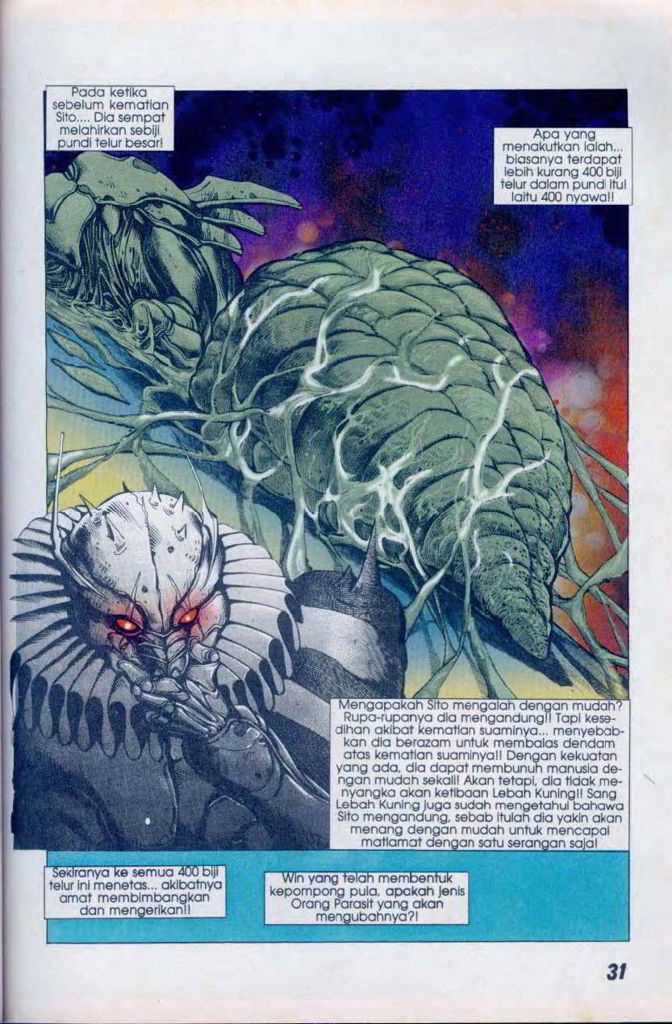 Pada ketika
sebelum kematian
Sito.... Dia sempat
melahirkan sebiji
pundi telur besar!
Apa yang
menakutkan ialah...
biasanya terdapat
lebih kurang 400 biji
telur dalam pundi itu!
Iaitu 400 nyawa!!
Mengapakah Sito mengalah dengan mudah?
Rupa-rupanya dia mengandung!! Tapi kese-
dihan akibat kematian suaminya... menyebab-
kan dia berazam untuk membalas dendam
atas kematian suaminya!! Dengan kekuatan
yang ada, dia dapat membunuh manusia de-
ngan mudah sekali! Akan tetapi, dia tidak me-
nyangka akan ketibaan Lebah Kuning!! Sang
Lebah Kuning juga sudah mengetahui bahawa
Sito mengandung, sebab itulah dia yakin akan
menang dengan mudah untuk mencapai
matlamat dengan satu serangan saja!
Sekiranya ke semua 400 biji
telur ini menetas... akibatnya
amat membimbangkan
dan mengerikan!!
Win yang telah membentuk
kepompong pula, apakah jenis
Orang Parasit yang akan
mengubahnya?!
31